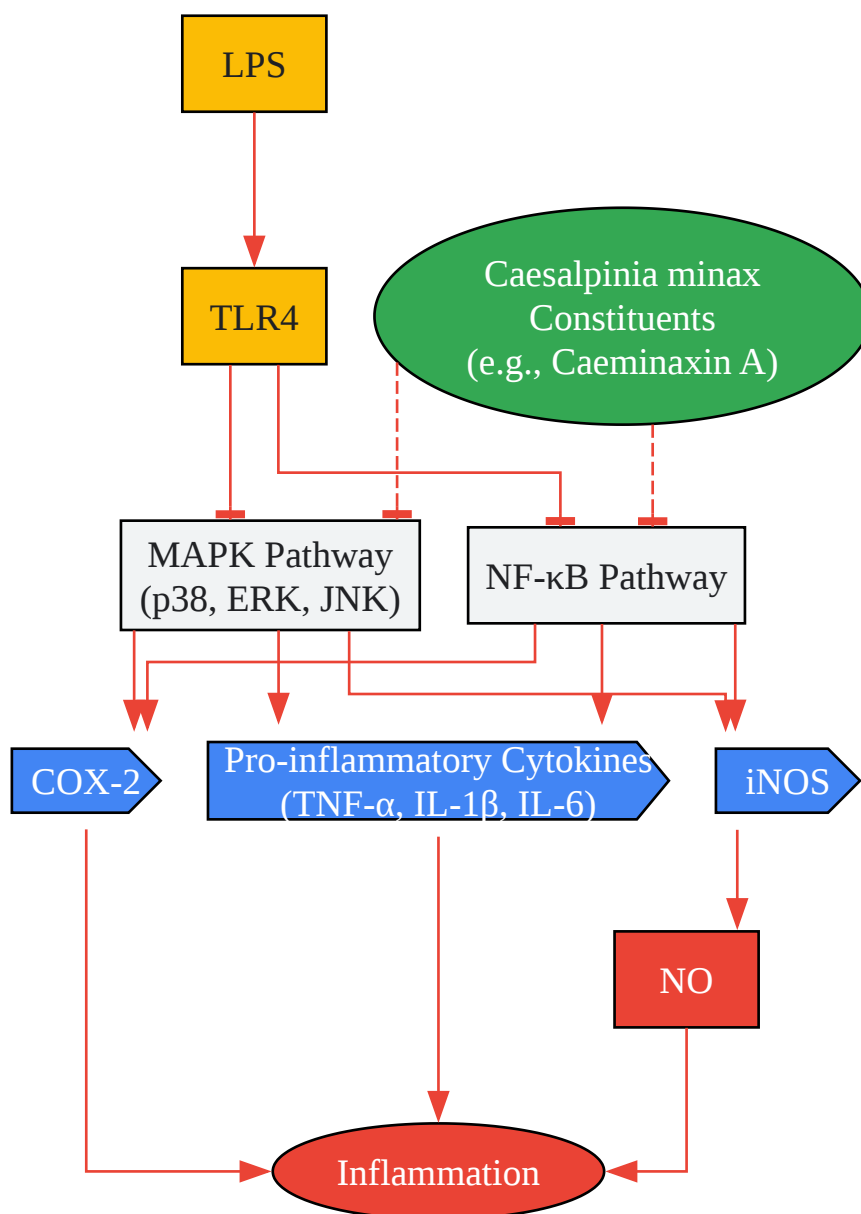 LPS
TLR4
Caesalpinia minax
Constituents
(e.g., Caeminaxin A)
MAPK Pathway
(p38, ERK, JNK)
NF-κB Pathway
COX-2
Pro-inflammatory Cytokines
(TNF-α, IL-1β, IL-6)
iNOS
NO
Inflammation